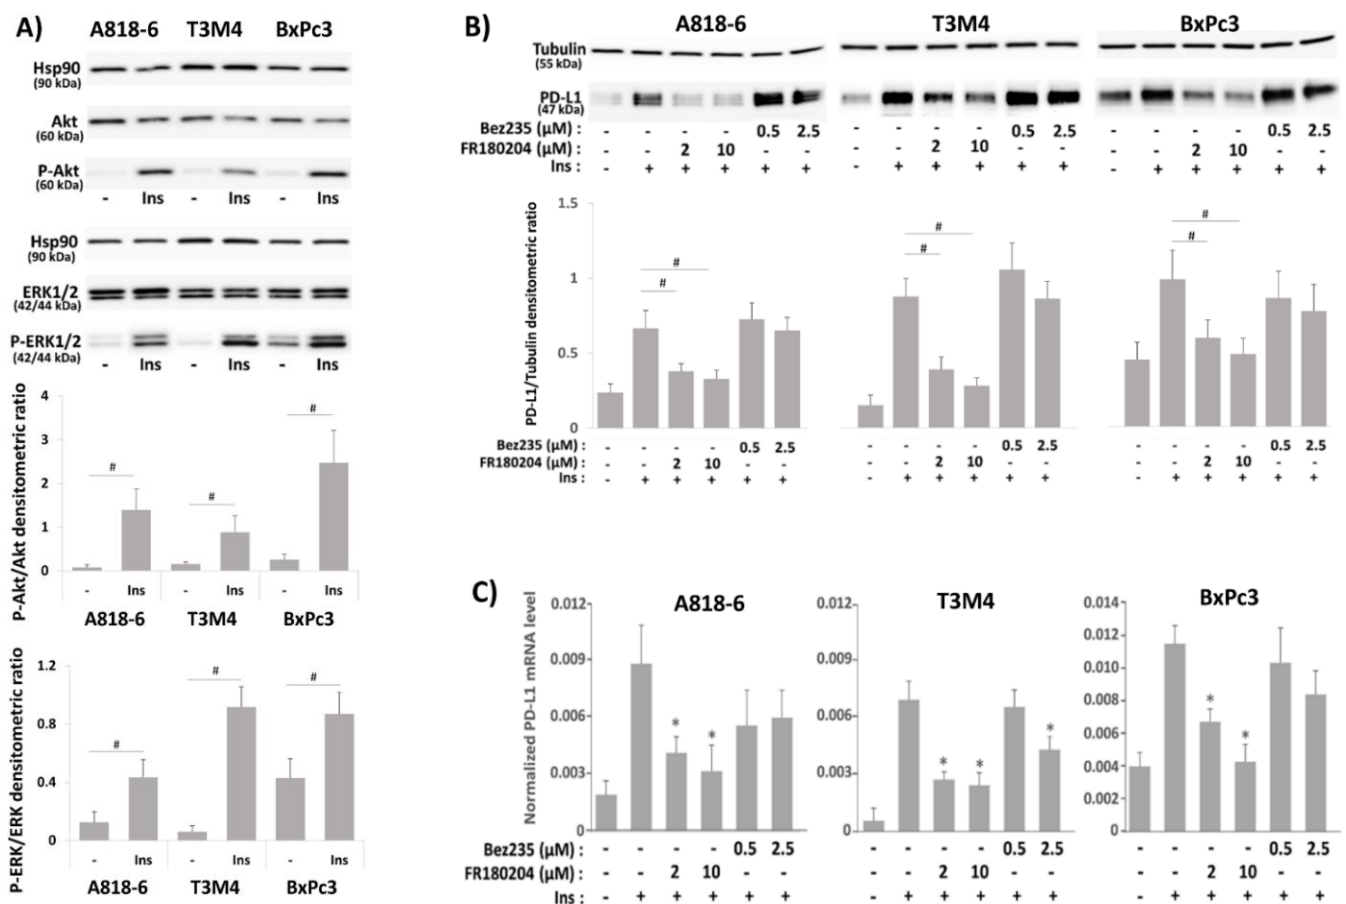 A)
A818-6 T3M4 BxPc3
Hsp90
(90 kDa)
Akt
(60 kDa)
P-Akt
(60 kDa)
- Ins - Ins - Ins
Hsp90
(90 kDa)
ERK1/2
(42/44 kDa)
P-ERK1/2
(42/44 kDa)
- Ins - Ins - Ins
P-Akt/Akt densitometric ratio
4
3
2
1
0
# # #
- Ins - Ins - Ins
A818-6 T3M4 BxPc3
P-ERK/ERK densitometric ratio
1.2
0.8
0.4
0
# # #
- Ins - Ins - Ins
A818-6 T3M4 BxPc3
B)
A818-6 T3M4 BxPc3
Tubulin
(55 kDa)
PD-L1
(47 kDa)
Bez235 (μM) : - - - - 0.5 2.5 - - - - 0.5 2.5 - - - - 0.5 2.5
FR180204 (μM) : - - 2 10 - - - - 2 10 - - - - 2 10 - -
Ins : - + + + + + - + + + + + - + + + + +
PD-L1/Tubulin densitometric ratio
1.5
1
0.5
0
# # # # # #
Bez235 (μM) : - - - - 0.5 2.5 - - - - 0.5 2.5 - - - - 0.5 2.5
FR180204 (μM) : - - 2 10 - - - - 2 10 - - - - 2 10 - -
Ins : - + + + + + - + + + + + - + + + + +
C)
A818-6 T3M4 BxPc3
Normalized PD-L1 mRNA level
0.012
0.009
0.006
0.003
0
* *
0.012
0.009
0.006
0.003
0
* * *
0.014
0.012
0.010
0.008
0.006
0.004
0.002
0
* *
Bez235 (μM) : - - - - 0.5 2.5 - - - - 0.5 2.5 - - - - 0.5 2.5
FR180204 (μM) : - - 2 10 - - - - 2 10 - - - - 2 10 - -
Ins : - + + + + + - + + + + + - + + + + +